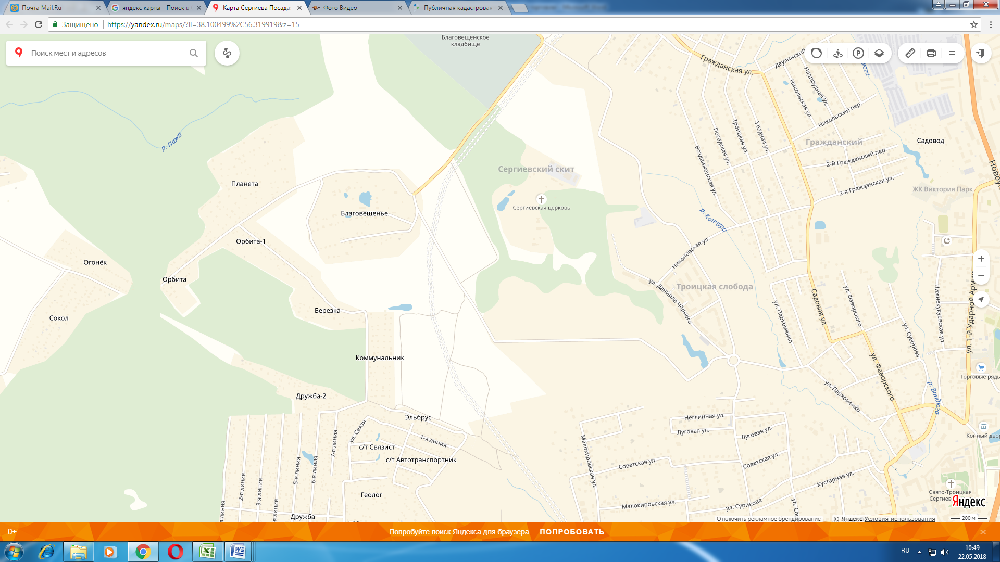 Почта Mail.Ru
яндекс карты - Поиск в
Карта Сергиева Посада:
Фото Видео
Публичная кадастровая
Защищено
https://yandex.ru/maps/?ll=38.100499%2C56.319919&z=15
Поиск мест и адресов
Благовещенское
кладбище
Гражданская ул.
Деулинский
Надпрудная ул.
Никольская ул.
Никольский пер.
Троицкая ул.
Уездная ул.
Посадская ул.
Воздвиженская ул.
Гражданский
Садовод
2-й Гражданский пер.
2-я Гражданская ул.
ЖК Виктория Парк
р. Пажа
Сергиевский скит
Сергиевская церковь
Планета
Благовещенье
р. Кончура
Никоновская ул.
Орбита-1
Огонёк
Орбита
Троицкая слобода
ул. Даниила Чёрного
Садовая ул.
ул. Фаворского
ул. Пархоменко
Нижнекукуевская ул.
ул. 1-й Ударной Арми
Березка
Сокол
ул. Суворова
Коммунальник
ул. Фаворского
Торговые ряды
ул. Пархоменко
р. Вондюга
Дружба-2
Эльбрус
Неглинная ул.
Луговая ул.
Луговая ул.
ул. Связи
7-я линия
1-я линия
Малокировская ул.
Конный двор
с/т Связист
с/т Автотранспортник
Советская ул.
Советская ул.
5-я линия
6-я линия
2-я линия
3-я линия
Кустарная ул.
Геолог
Свято-Троицкая
Сергиев
Яндекс
Малокировская ул.
ул. Сурикова
Дружба
Отключить рекламное брендирование
© Яндекс Условия использования
200 м
0+
Попробуйте поиск Яндекса для браузера
ПОПРОБОВАТЬ
RU
10:49
22.05.2018